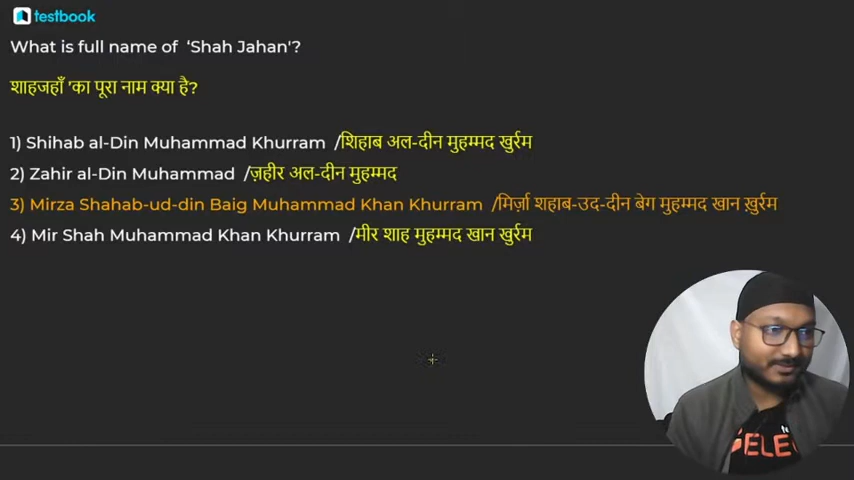 testbook
What is full name of 'Shah Jahan'?
शाहजहाँ 'का पूरा नाम क्या है?
1) Shihab al-Din Muhammad Khurram /शिहाब अल-दीन मुहम्मद खुर्रम
2) Zahir al-Din Muhammad /ज़हीर अल-दीन मुहम्मद
3) Mirza Shahab-ud-din Baig Muhammad Khan Khurram /मिर्ज़ा शहाब-उद-दीन बेग मुहम्मद खान ख़ुर्रम
4) Mir Shah Muhammad Khan Khurram /मीर शाह मुहम्मद खान खुर्रम